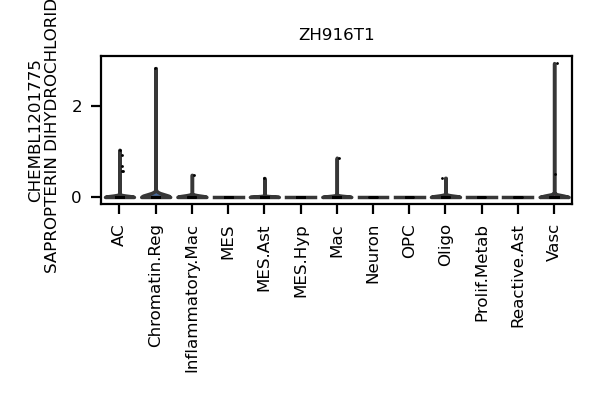 ZH916T1
CHEMBL1201775
SAPROPTERIN DIHYDROCHLORID
2
0
AC
Chromatin.Reg
Inflammatory.Mac
MES
MES.Ast
MES.Hyp
Mac
Neuron
OPC
Oligo
Prolif.Metab
Reactive.Ast
Vasc